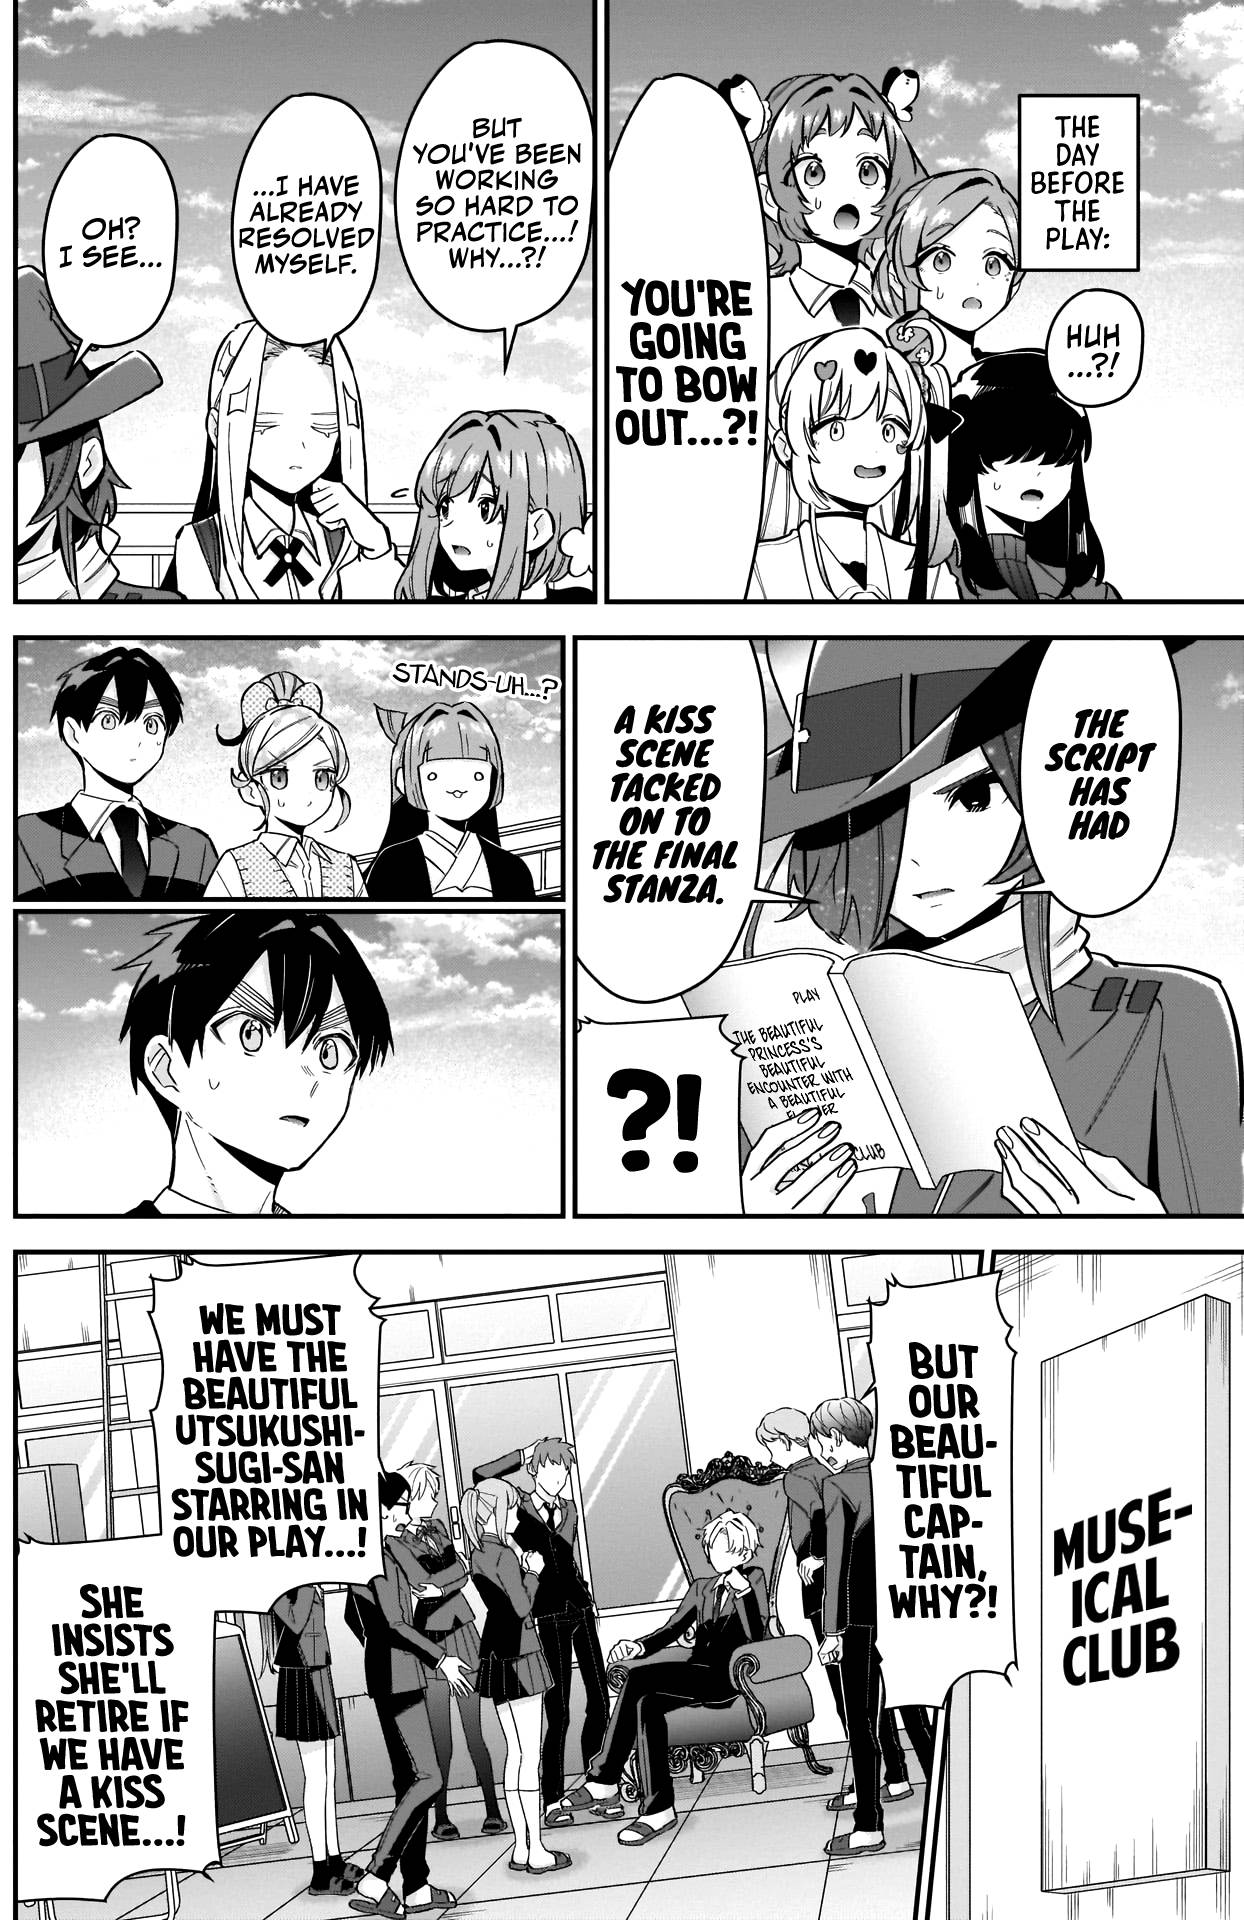 THE
DAY
BEFORE
THE
PLAY:
HUH
...?!
YOU'RE
GOING
TO BOW
OUT...?!
BUT
YOU'VE BEEN
WORKING
SO HARD TO
PRACTICE...!
WHY...?!
...I HAVE
ALREADY
RESOLVED
MYSELF.
OH?
I SEE...
THE
SCRIPT
HAS
HAD
A KISS
SCENE
TACKED
ON TO
THE FINAL
STANZA.
PLAY
THE BEAUTIFUL
PRINCESS'S
BEAUTIFUL
ENCOUNTER WITH
A BEAUTIFUL
CLUB
STANDS-UH...?
?!
BUT
OUR
BEAU-
TIFUL
CAP-
TAIN,
WHY?!
MUSE-
ICAL
CLUB
WE MUST
HAVE THE
BEAUTIFUL
UTSUKUSHI-
SUGI-SAN
STARRING IN
OUR PLAY...!
SHE
INSISTS
SHE'LL
RETIRE IF
WE HAVE
A KISS
SCENE...!